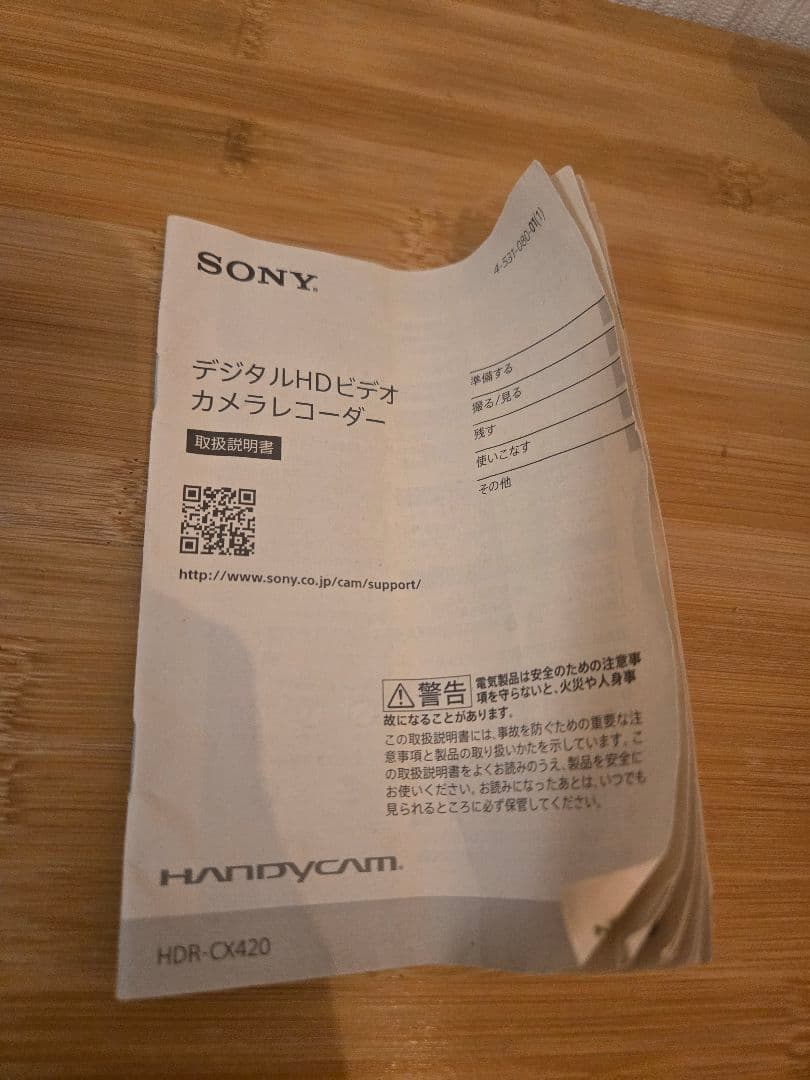 4-531-080-01(1)
SONY®
デジタルHDビデオ
カメラレコーダー
取扱説明書
http://www.sony.co.jp/cam/support/
準備する
撮る/見る
残す
使いこなす
その他
警告
電気製品は安全のための注意事
項を守らないと、火災や人身事
故になることがあります。
この取扱説明書には、事故を防ぐための重要な注
意事項と製品の取り扱いかたを示しています。こ
の取扱説明書をよくお読みのうえ、製品を安全に
お使いください。お読みになったあとは、いつでも
見られるところに必ず保管してください。
HANDYCAM®
HDR-CX420